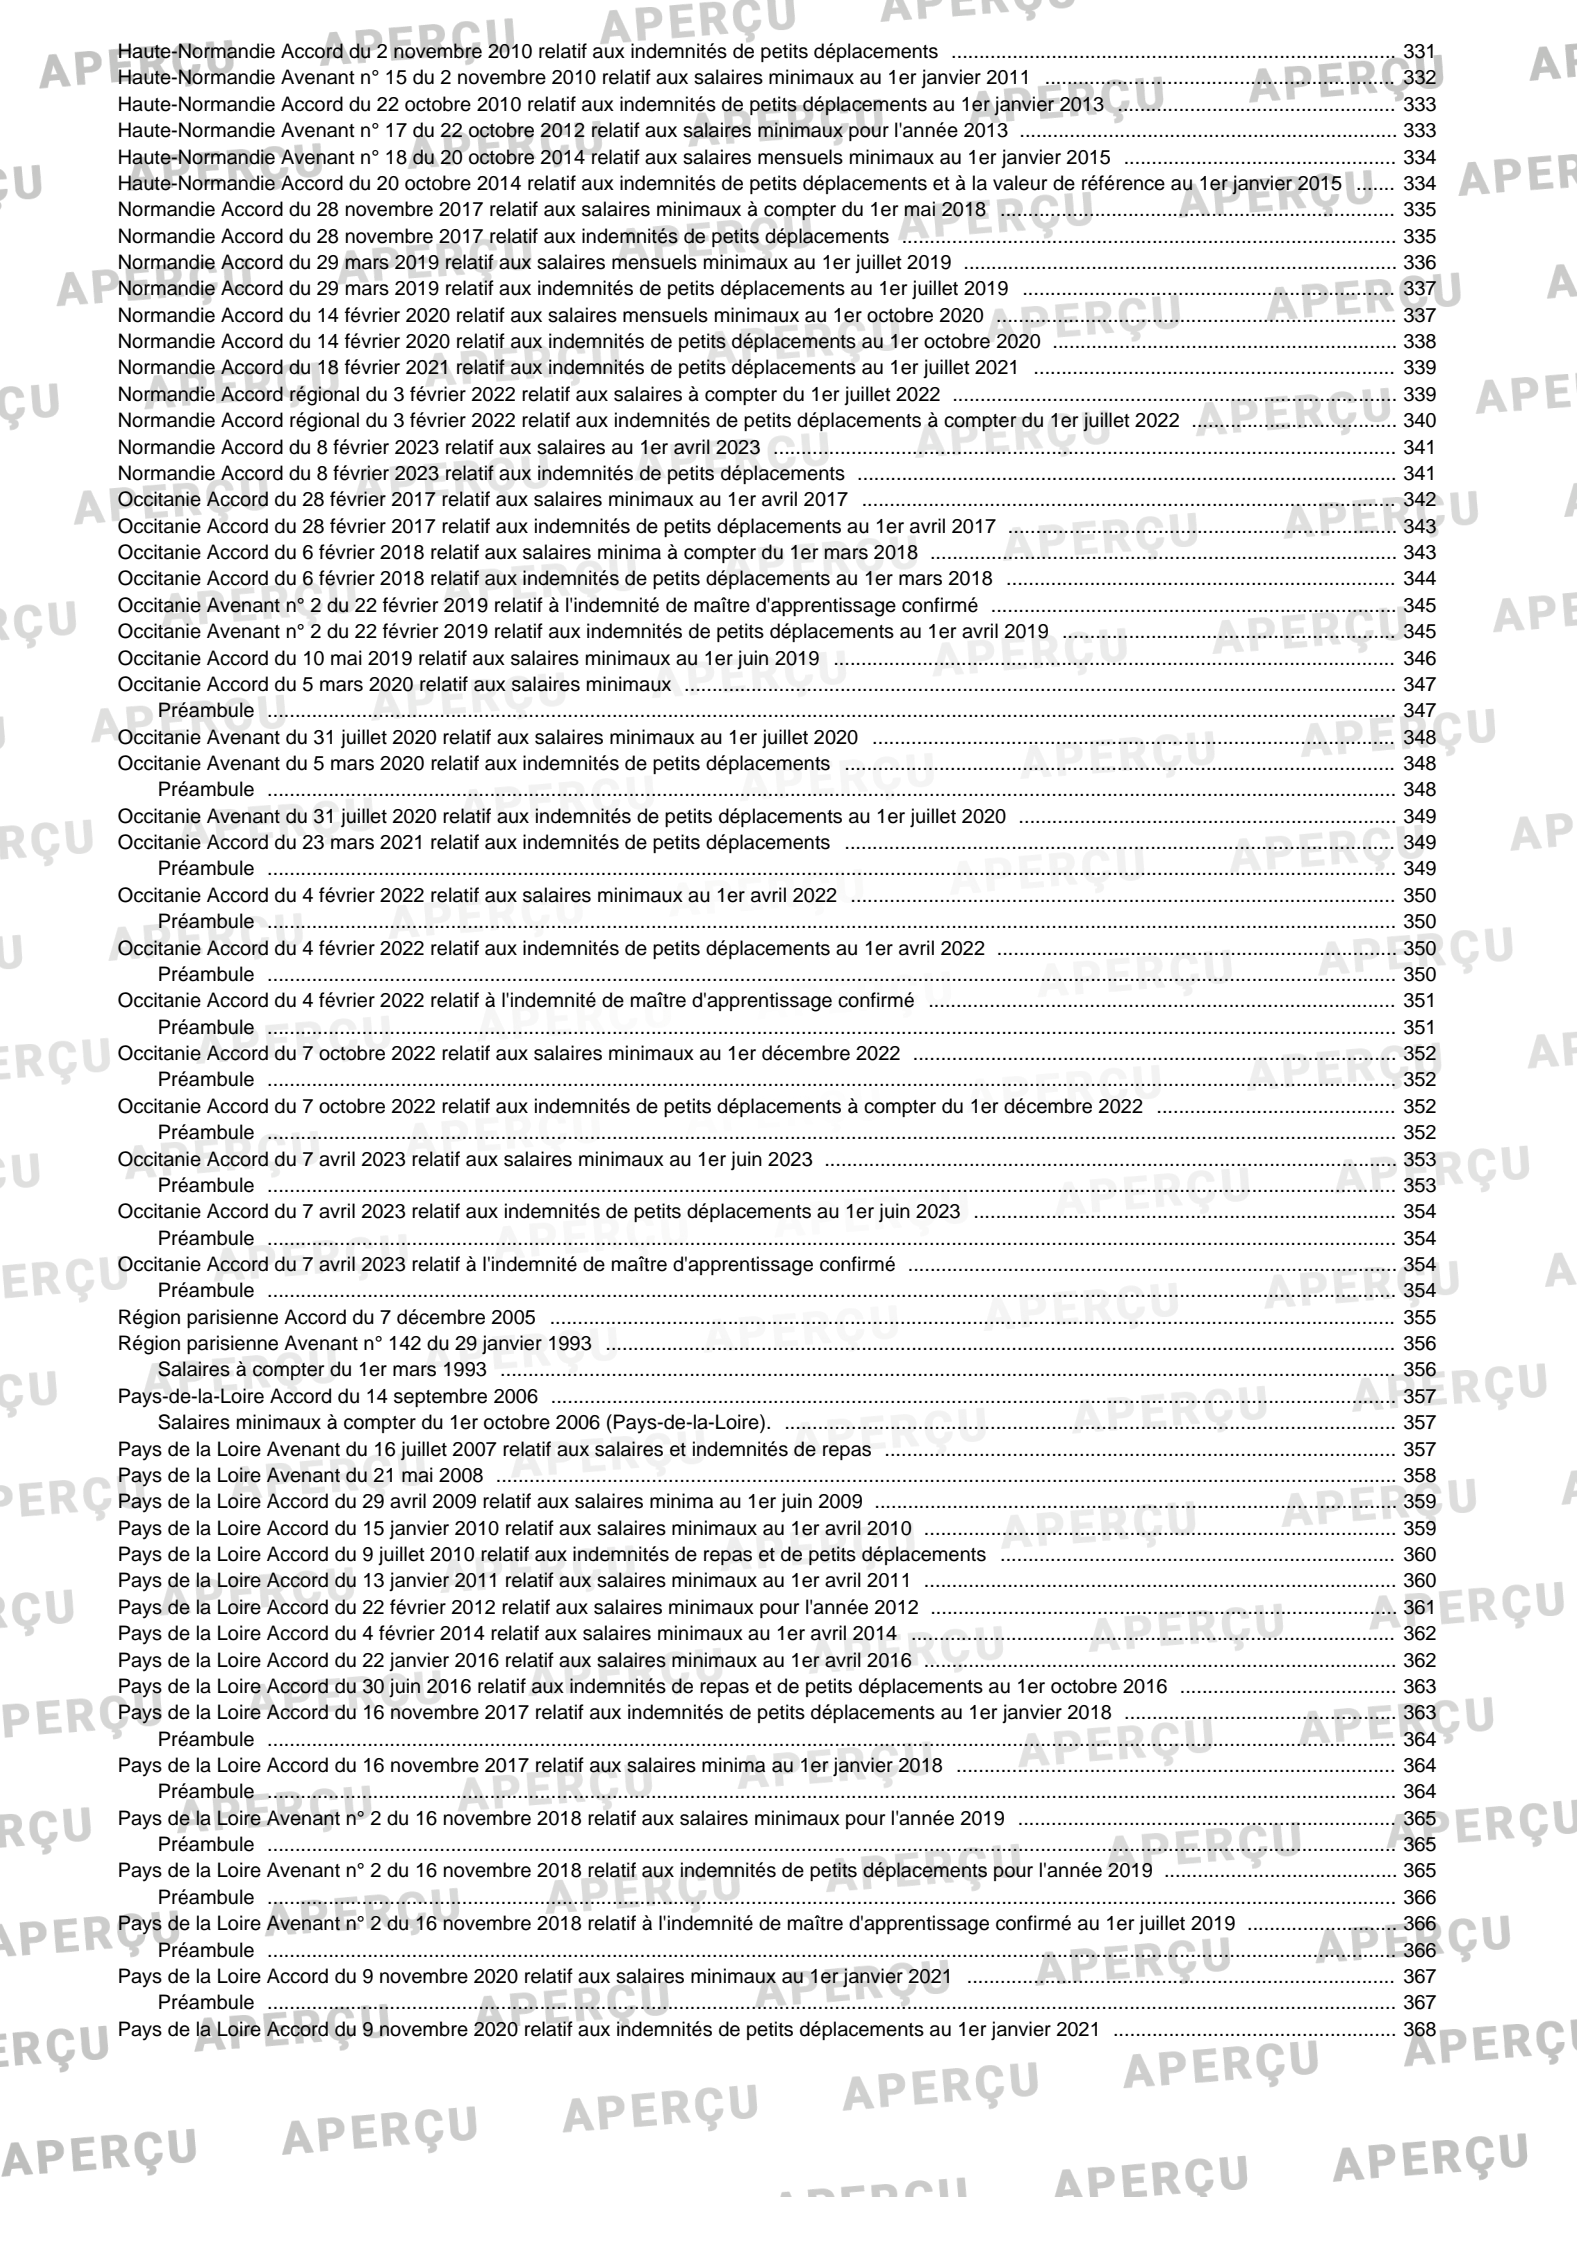 Haute-Normandie Accord du 2 novembre 2010 relatif aux indemnités de petits déplacements ........ 331
Haute-Normandie Avenant n° 15 du 2 novembre 2010 relatif aux salaires minimaux au 1er janvier 2011 ........ 332
Haute-Normandie Accord du 22 octobre 2010 relatif aux indemnités de petits déplacements au 1er janvier 2013 ........ 333
Haute-Normandie Avenant n° 17 du 22 octobre 2012 relatif aux salaires minimaux pour l'année 2013 ........ 333
Haute-Normandie Avenant n° 18 du 20 octobre 2014 relatif aux salaires mensuels minimaux au 1er janvier 2015 ........ 334
Haute-Normandie Accord du 20 octobre 2014 relatif aux indemnités de petits déplacements et à la valeur de référence au 1er janvier 2015 ....... 334
Normandie Accord du 28 novembre 2017 relatif aux salaires minimaux à compter du 1er mai 2018 ........ 335
Normandie Accord du 28 novembre 2017 relatif aux indemnités de petits déplacements ........ 335
Normandie Accord du 29 mars 2019 relatif aux salaires mensuels minimaux au 1er juillet 2019 ........ 336
Normandie Accord du 29 mars 2019 relatif aux indemnités de petits déplacements au 1er juillet 2019 ........ 337
Normandie Accord du 14 février 2020 relatif aux salaires mensuels minimaux au 1er octobre 2020 ........ 337
Normandie Accord du 14 février 2020 relatif aux indemnités de petits déplacements au 1er octobre 2020 ........ 338
Normandie Accord du 18 février 2021 relatif aux indemnités de petits déplacements au 1er juillet 2021 ........ 339
Normandie Accord régional du 3 février 2022 relatif aux salaires à compter du 1er juillet 2022 ........ 339
Normandie Accord régional du 3 février 2022 relatif aux indemnités de petits déplacements à compter du 1er juillet 2022 ........ 340
Normandie Accord du 8 février 2023 relatif aux salaires au 1er avril 2023 ........ 341
Normandie Accord du 8 février 2023 relatif aux indemnités de petits déplacements ........ 341
Occitanie Accord du 28 février 2017 relatif aux salaires minimaux au 1er avril 2017 ........ 342
Occitanie Accord du 28 février 2017 relatif aux indemnités de petits déplacements au 1er avril 2017 ........ 343
Occitanie Accord du 6 février 2018 relatif aux salaires minima à compter du 1er mars 2018 ........ 343
Occitanie Accord du 6 février 2018 relatif aux indemnités de petits déplacements au 1er mars 2018 ........ 344
Occitanie Avenant n° 2 du 22 février 2019 relatif à l'indemnité de maître d'apprentissage confirmé ........ 345
Occitanie Avenant n° 2 du 22 février 2019 relatif aux indemnités de petits déplacements au 1er avril 2019 ........ 345
Occitanie Accord du 10 mai 2019 relatif aux salaires minimaux au 1er juin 2019 ........ 346
Occitanie Accord du 5 mars 2020 relatif aux salaires minimaux ........ 347
Préambule ........ 347
Occitanie Avenant du 31 juillet 2020 relatif aux salaires minimaux au 1er juillet 2020 ........ 348
Occitanie Avenant du 5 mars 2020 relatif aux indemnités de petits déplacements ........ 348
Préambule ........ 348
Occitanie Avenant du 31 juillet 2020 relatif aux indemnités de petits déplacements au 1er juillet 2020 ........ 349
Occitanie Accord du 23 mars 2021 relatif aux indemnités de petits déplacements ........ 349
Préambule ........ 349
Occitanie Accord du 4 février 2022 relatif aux salaires minimaux au 1er avril 2022 ........ 350
Préambule ........ 350
Occitanie Accord du 4 février 2022 relatif aux indemnités de petits déplacements au 1er avril 2022 ........ 350
Préambule ........ 350
Occitanie Accord du 4 février 2022 relatif à l'indemnité de maître d'apprentissage confirmé ........ 351
Préambule ........ 351
Occitanie Accord du 7 octobre 2022 relatif aux salaires minimaux au 1er décembre 2022 ........ 352
Préambule ........ 352
Occitanie Accord du 7 octobre 2022 relatif aux indemnités de petits déplacements à compter du 1er décembre 2022 ........ 352
Préambule ........ 352
Occitanie Accord du 7 avril 2023 relatif aux salaires minimaux au 1er juin 2023 ........ 353
Préambule ........ 353
Occitanie Accord du 7 avril 2023 relatif aux indemnités de petits déplacements au 1er juin 2023 ........ 354
Préambule ........ 354
Occitanie Accord du 7 avril 2023 relatif à l'indemnité de maître d'apprentissage confirmé ........ 354
Préambule ........ 354
Région parisienne Accord du 7 décembre 2005 ........ 355
Région parisienne Avenant n° 142 du 29 janvier 1993 ........ 356
Salaires à compter du 1er mars 1993 ........ 356
Pays-de-la-Loire Accord du 14 septembre 2006 ........ 357
Salaires minimaux à compter du 1er octobre 2006 (Pays-de-la-Loire). ........ 357
Pays de la Loire Avenant du 16 juillet 2007 relatif aux salaires et indemnités de repas ........ 357
Pays de la Loire Avenant du 21 mai 2008 ........ 358
Pays de la Loire Accord du 29 avril 2009 relatif aux salaires minima au 1er juin 2009 ........ 359
Pays de la Loire Accord du 15 janvier 2010 relatif aux salaires minimaux au 1er avril 2010 ........ 359
Pays de la Loire Accord du 9 juillet 2010 relatif aux indemnités de repas et de petits déplacements ........ 360
Pays de la Loire Accord du 13 janvier 2011 relatif aux salaires minimaux au 1er avril 2011 ........ 360
Pays de la Loire Accord du 22 février 2012 relatif aux salaires minimaux pour l'année 2012 ........ 361
Pays de la Loire Accord du 4 février 2014 relatif aux salaires minimaux au 1er avril 2014 ........ 362
Pays de la Loire Accord du 22 janvier 2016 relatif aux salaires minimaux au 1er avril 2016 ........ 362
Pays de la Loire Accord du 30 juin 2016 relatif aux indemnités de repas et de petits déplacements au 1er octobre 2016 ........ 363
Pays de la Loire Accord du 16 novembre 2017 relatif aux indemnités de petits déplacements au 1er janvier 2018 ........ 363
Préambule ........ 364
Pays de la Loire Accord du 16 novembre 2017 relatif aux salaires minima au 1er janvier 2018 ........ 364
Préambule ........ 364
Pays de la Loire Avenant n° 2 du 16 novembre 2018 relatif aux salaires minimaux pour l'année 2019 ........ 365
Préambule ........ 365
Pays de la Loire Avenant n° 2 du 16 novembre 2018 relatif aux indemnités de petits déplacements pour l'année 2019 ........ 365
Préambule ........ 366
Pays de la Loire Avenant n° 2 du 16 novembre 2018 relatif à l'indemnité de maître d'apprentissage confirmé au 1er juillet 2019 ........ 366
Préambule ........ 366
Pays de la Loire Accord du 9 novembre 2020 relatif aux salaires minimaux au 1er janvier 2021 ........ 367
Préambule ........ 367
Pays de la Loire Accord du 9 novembre 2020 relatif aux indemnités de petits déplacements au 1er janvier 2021 ........ 368
APERÇU